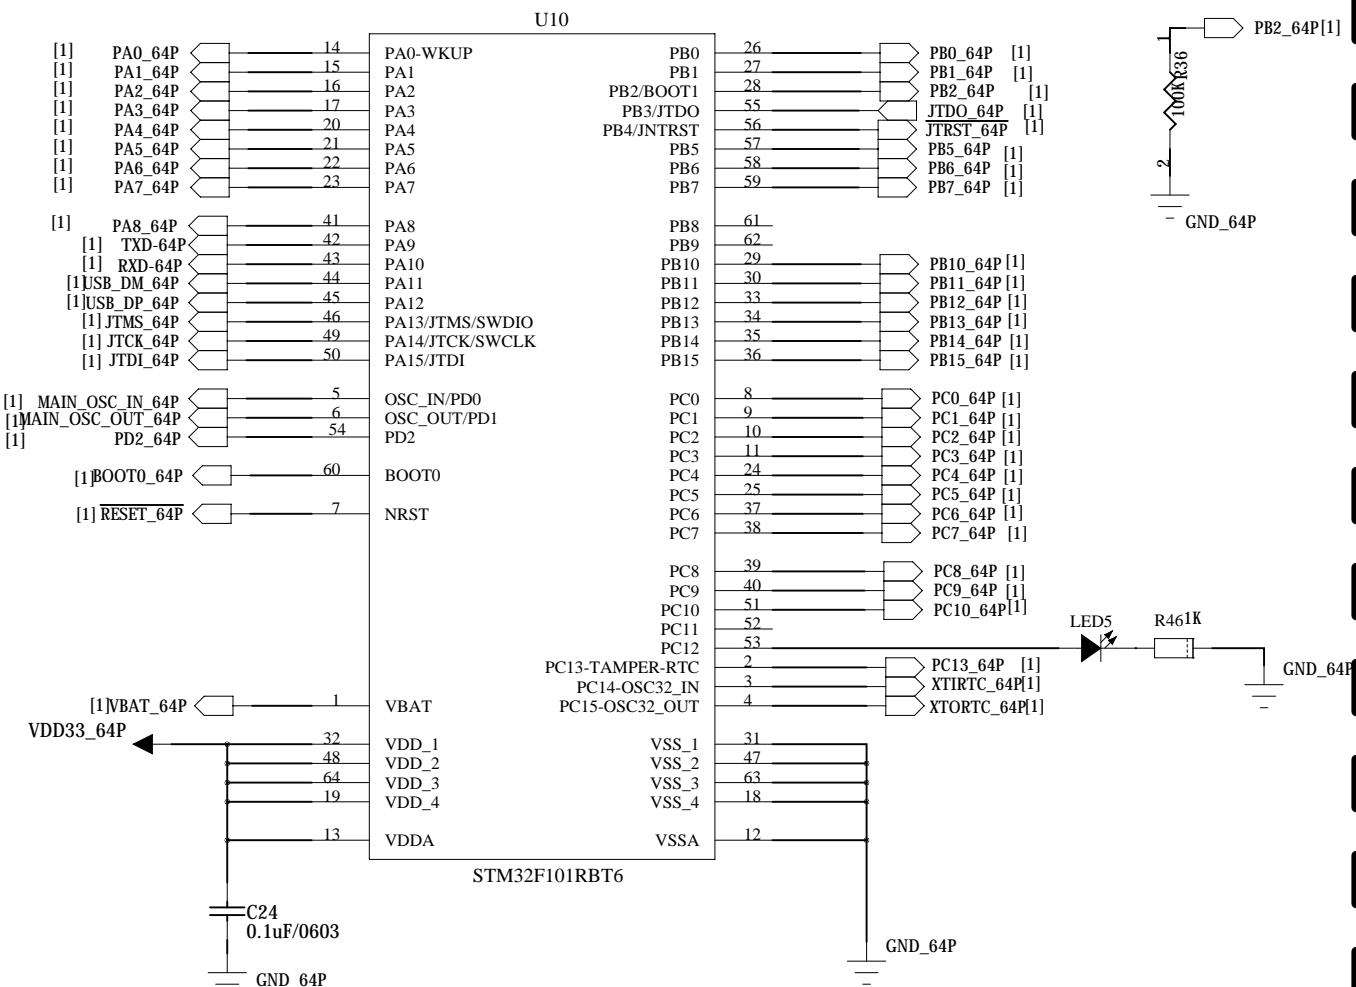 U10
[1] PA0_64P 14 PA0-WKUP PB0 26 PB0_64P [1]
[1] PA1_64P 15 PA1 PB1 27 PB1_64P [1]
[1] PA2_64P 16 PA2 PB2/BOOT1 28 PB2_64P [1]
[1] PA3_64P 17 PA3 PB3/JTDO 55 JTDO_64P [1]
[1] PA4_64P 20 PA4 PB4/JNTRST 56 JTRST_64P [1]
[1] PA5_64P 21 PA5 PB5 57 PB5_64P [1]
[1] PA6_64P 22 PA6 PB6 58 PB6_64P [1]
[1] PA7_64P 23 PA7 PB7 59 PB7_64P [1]
[1] PA8_64P 41 PA8 PB8 61
[1] TXD-64P 42 PA9 PB9 62
[1] RXD-64P 43 PA10 PB10 29 PB10_64P [1]
[1] USB_DM_64P 44 PA11 PB11 30 PB11_64P [1]
[1] USB_DP_64P 45 PA12 PB12 33 PB12_64P [1]
[1] JTMS_64P 46 PA13/JTMS/SWDIO PB13 34 PB13_64P [1]
[1] JTCK_64P 49 PA14/JTCK/SWCLK PB14 35 PB14_64P [1]
[1] JTDI_64P 50 PA15/JTDI PB15 36 PB15_64P [1]
[1] MAIN_OSC_IN_64P 5 OSC_IN/PD0 PC0 8 PC0_64P [1]
[1] MAIN_OSC_OUT_64P 6 OSC_OUT/PD1 PC1 9 PC1_64P [1]
[1] PD2_64P 54 PD2 PC2 10 PC2_64P [1]
PC3 11 PC3_64P [1]
[1] BOOT0_64P 60 BOOT0 PC4 24 PC4_64P [1]
PC5 25 PC5_64P [1]
[1] RESET_64P 7 NRST PC6 37 PC6_64P [1]
PC7 38 PC7_64P [1]
PC8 39 PC8_64P [1]
PC9 40 PC9_64P [1]
PC10 51 PC10_64P [1]
PC11 52
PC12 53
PC13-TAMPER-RTC 2 PC13_64P [1]
PC14-OSC32_IN 3 XTIRTC_64P [1]
[1] VBAT_64P 1 VBAT PC15-OSC32_OUT 4 XTORTC_64P [1]
VDD33_64P
32 VDD_1 VSS_1 31
48 VDD_2 VSS_2 47
64 VDD_3 VSS_3 63
19 VDD_4 VSS_4 18
13 VDDA VSSA 12
STM32F101RBT6
C24
0.1uF/0603
GND_64P
GND_64P
PB2_64P [1]
1
R36
100K
2
GND_64P
LED5
R46 1K
GND_64P